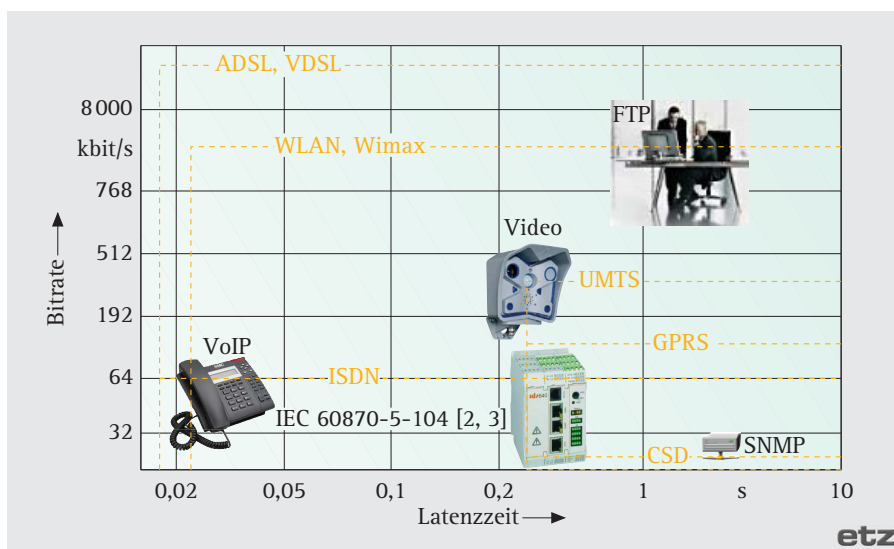 ADSL, VDSL
8 000
FTP
kbit/s
WLAN, Wimax
768
Video
512
UMTS
Bitrate
192
VoIP
GPRS
64
ISDN
IEC 60870-5-104 [2, 3]
32
CSD
SNMP
0,02
0,05
0,1
0,2
1
s
10
Latenzzeit
etz